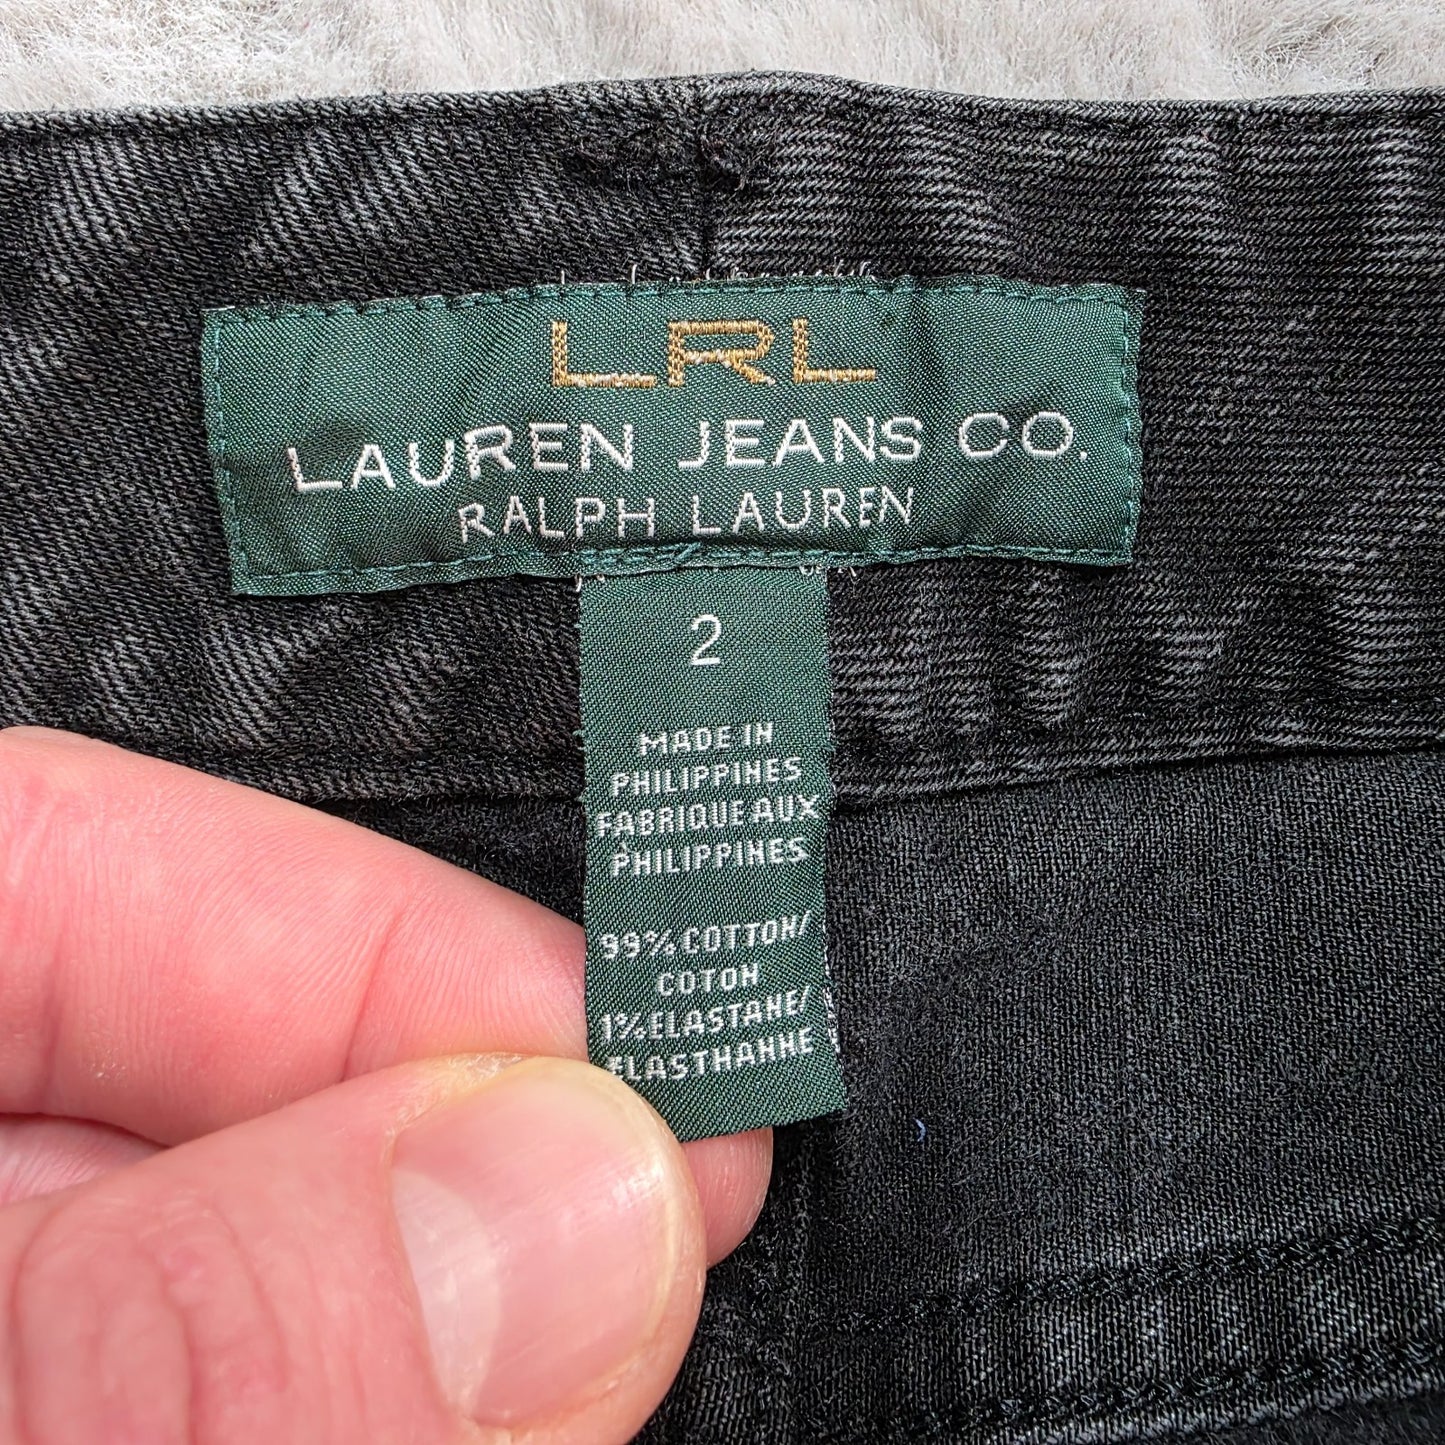 LRL
LAUREN JEANS CO.
RALPH LAUREN
2
MADE IN
PHILIPPINES
FABRIQUE AUX
PHILIPPINES
99% COTTON/
COTON
1% ELASTANE/
ELASTHANNE